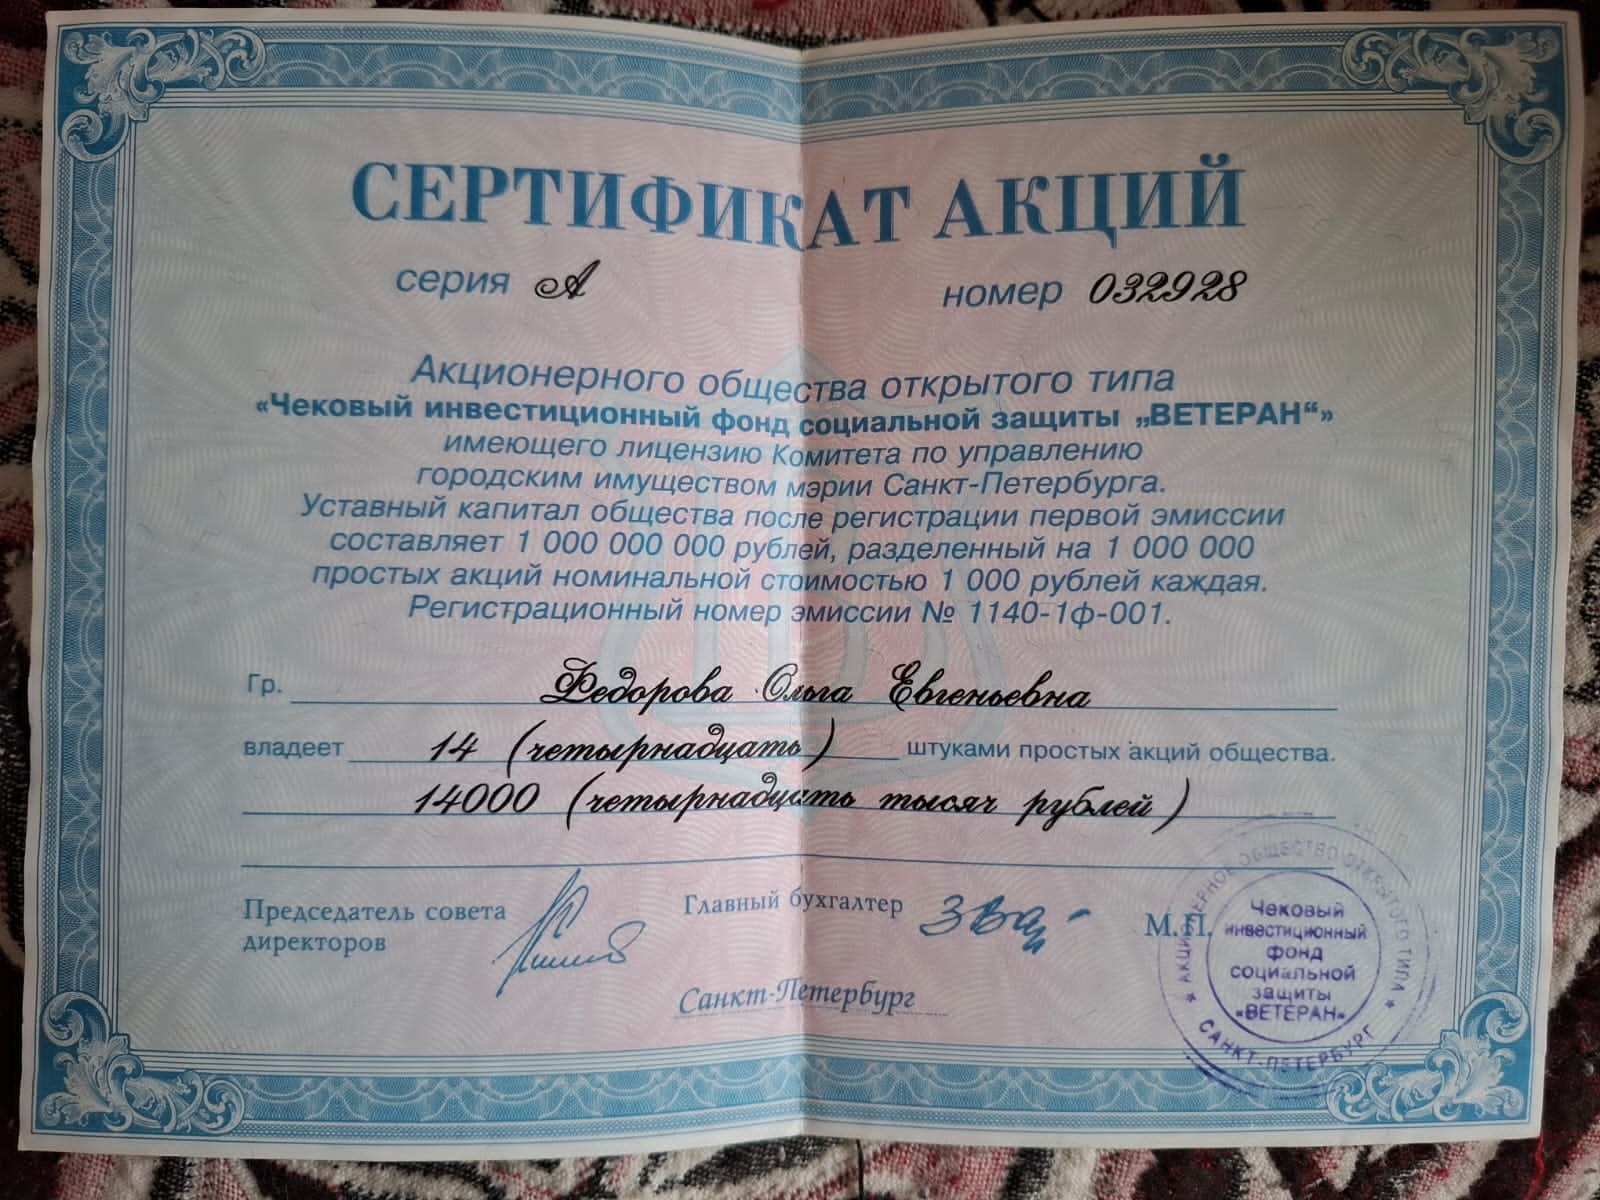 СЕРТИФИКАТ АКЦИЙ
серия А номер 032928
Акционерного общества открытого типа
«Чековый инвестиционный фонд социальной защиты „ВЕТЕРАН“»
имеющего лицензию Комитета по управлению
городским имуществом мэрии Санкт-Петербурга.
Уставный капитал общества после регистрации первой эмиссии
составляет 1 000 000 000 рублей, разделенный на 1 000 000
простых акций номинальной стоимостью 1 000 рублей каждая.
Регистрационный номер эмиссии № 1140-1ф-001.
Гр. Федорова Ольга Евгеньевна
владеет 14 (четырнадцать) штуками простых акций общества.
14000 (четырнадцать тысяч рублей)
Председатель совета
директоров
Главный бухгалтер
М.П.
Санкт-Петербург
АКЦИОНЕРНОЕ ОБЩЕСТВО ОТКРЫТОГО ТИПА
Чековый
инвестиционный
фонд
социальной
защиты
«ВЕТЕРАН»
* САНКТ-ПЕТЕРБУРГ *